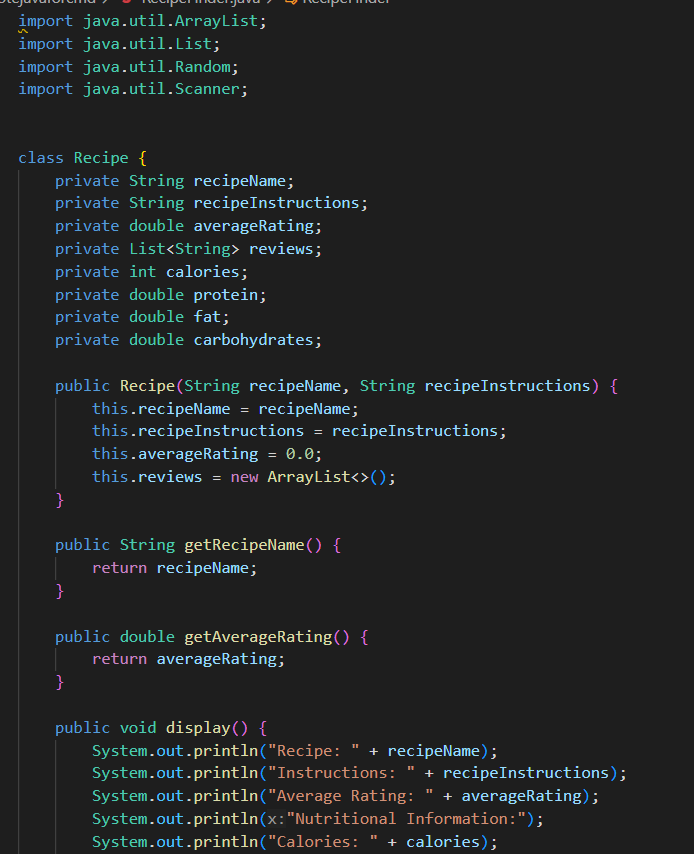 RecipeFinder.java > RecipeFinder
import java.util.ArrayList;
import java.util.List;
import java.util.Random;
import java.util.Scanner;
class Recipe {
private String recipeName;
private String recipeInstructions;
private double averageRating;
private List<String> reviews;
private int calories;
private double protein;
private double fat;
private double carbohydrates;
public Recipe(String recipeName, String recipeInstructions) {
this.recipeName = recipeName;
this.recipeInstructions = recipeInstructions;
this.averageRating = 0.0;
this.reviews = new ArrayList<>();
}
public String getRecipeName() {
return recipeName;
}
public double getAverageRating() {
return averageRating;
}
public void display() {
System.out.println("Recipe: " + recipeName);
System.out.println("Instructions: " + recipeInstructions);
System.out.println("Average Rating: " + averageRating);
System.out.println(x:"Nutritional Information:");
System.out.println("Calories: " + calories);